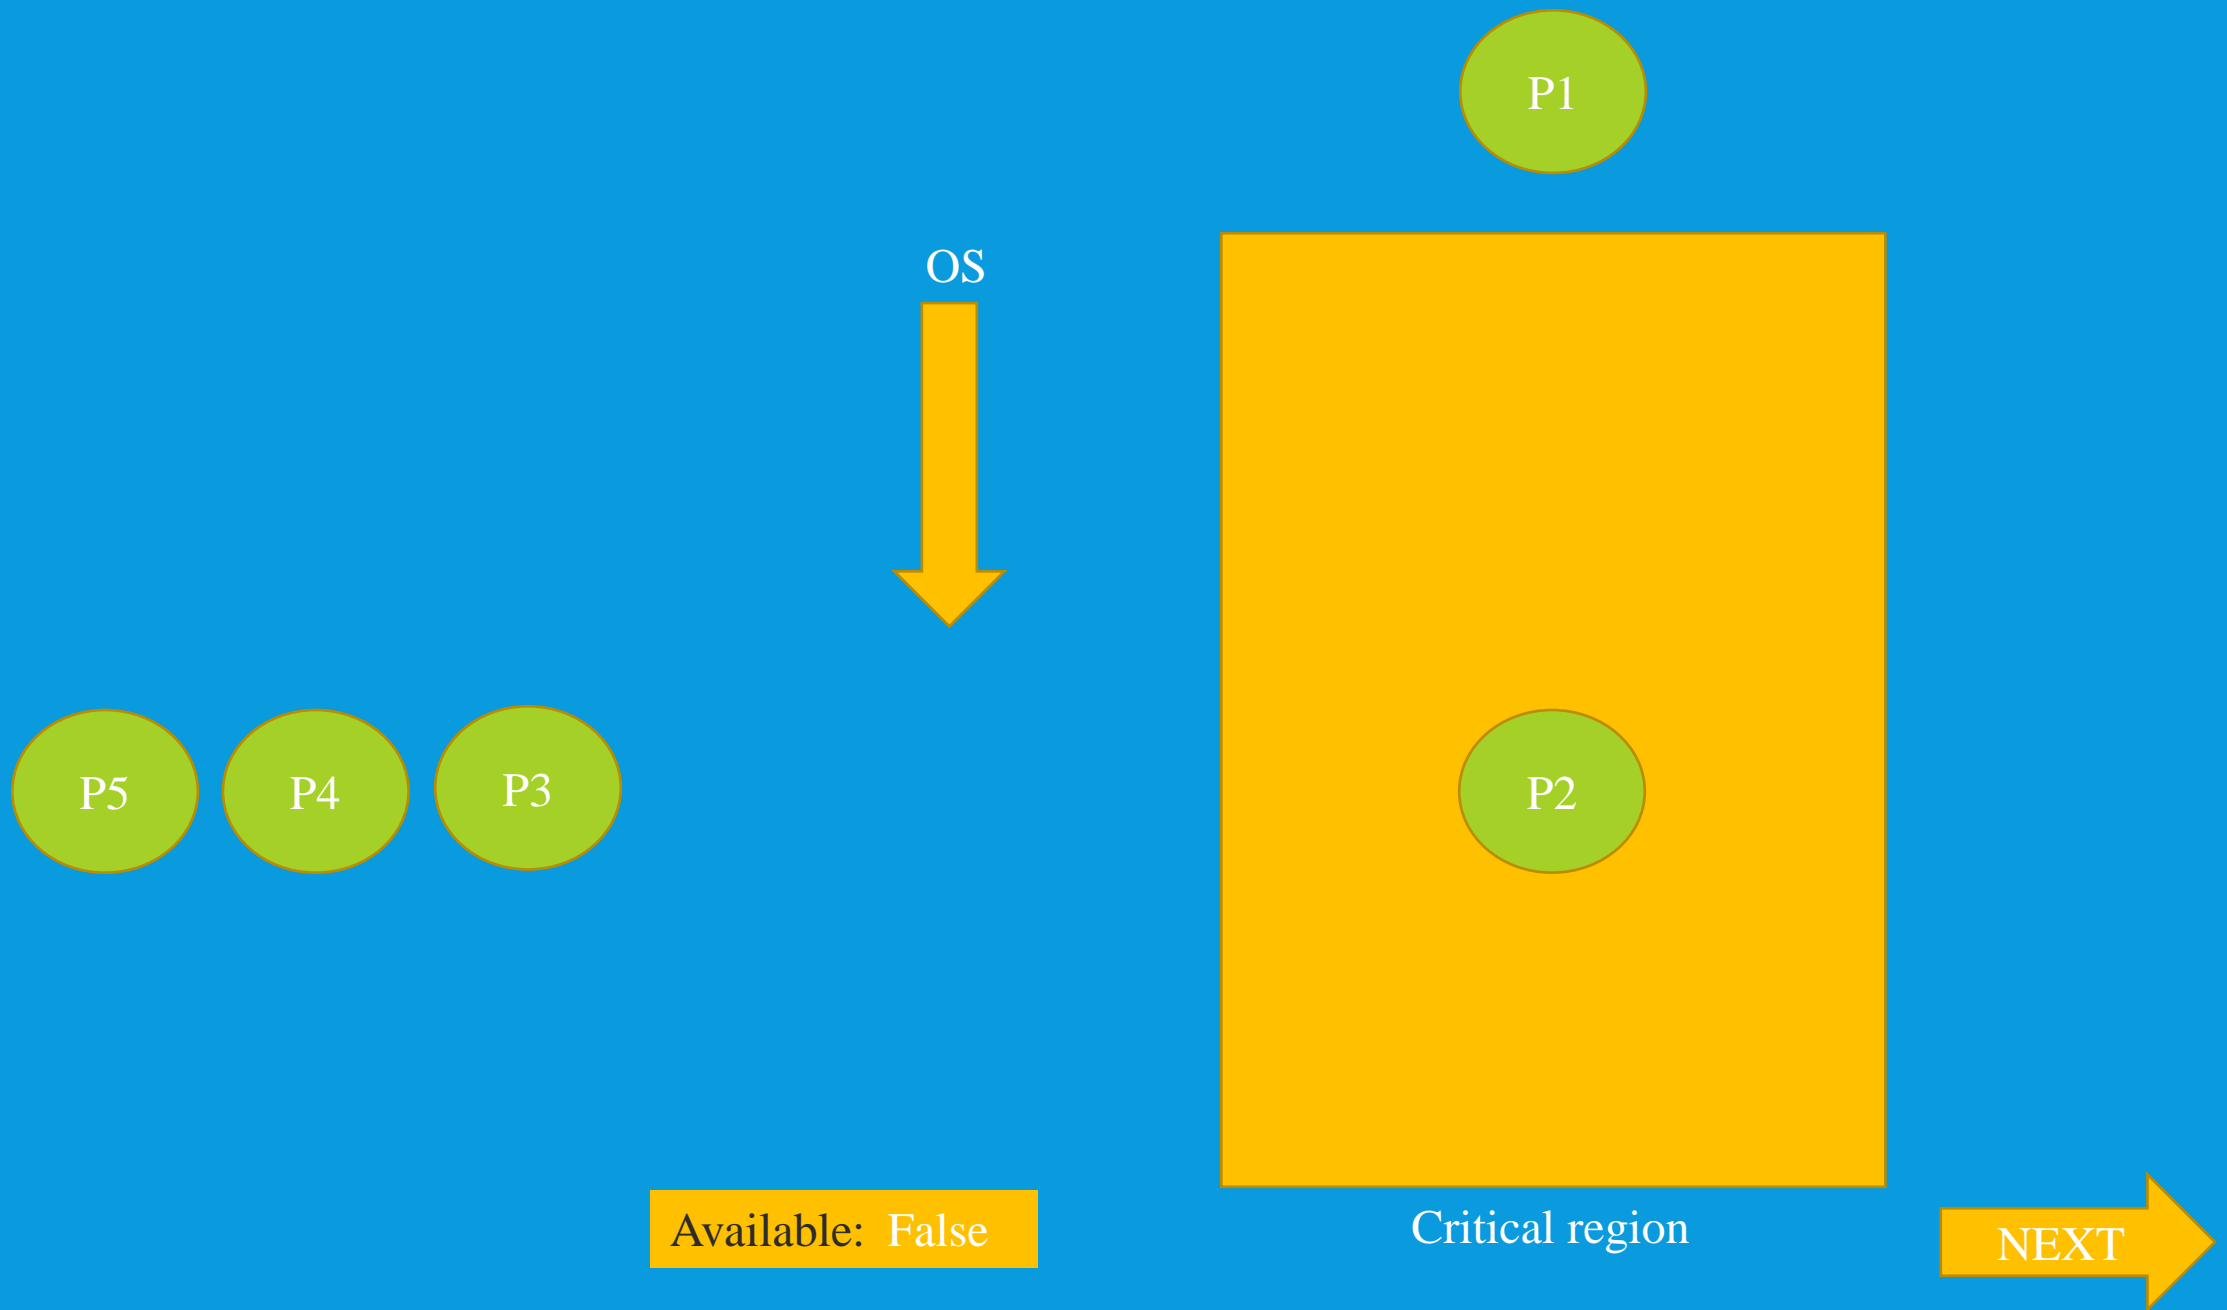 P1
OS
P5
P4
P3
P2
Available: False
Critical region
NEXT